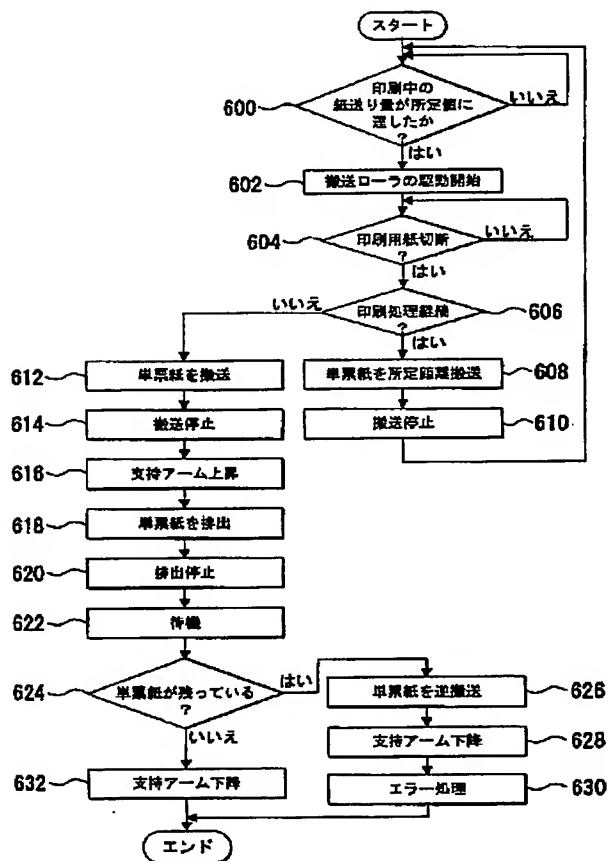 スタート
印刷中の
紙送り量が所定値に
達したか
?
600
いいえ
はい
602
搬送ローラの駆動開始
604
印刷用紙切断
?
いいえ
はい
印刷処理継続
?
606
いいえ
はい
612
単票紙を搬送
単票紙を所定距離搬送
608
614
搬送停止
搬送停止
610
616
支持アーム上昇
618
単票紙を排出
620
排出停止
622
待機
624
単票紙が残っている
?
はい
いいえ
単票紙を逆搬送
626
支持アーム下降
628
632
支持アーム下降
エラー処理
630
エンド